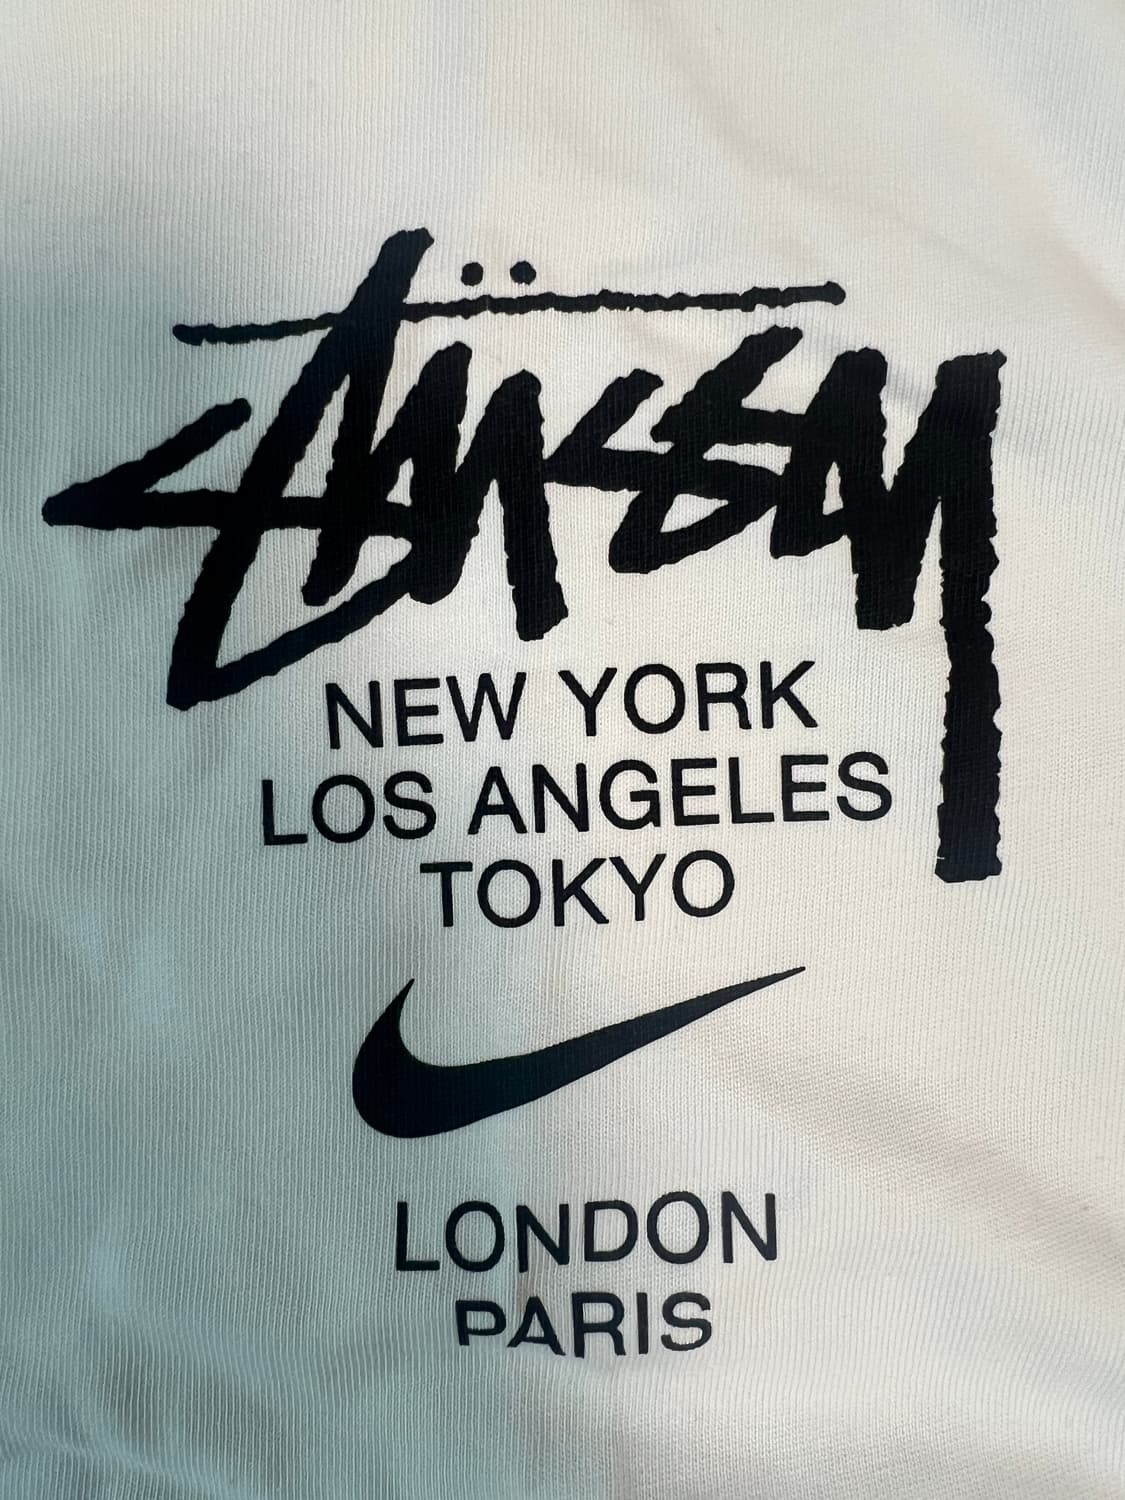 Stüssy
NEW YORK
LOS ANGELES
TOKYO
LONDON
PARIS